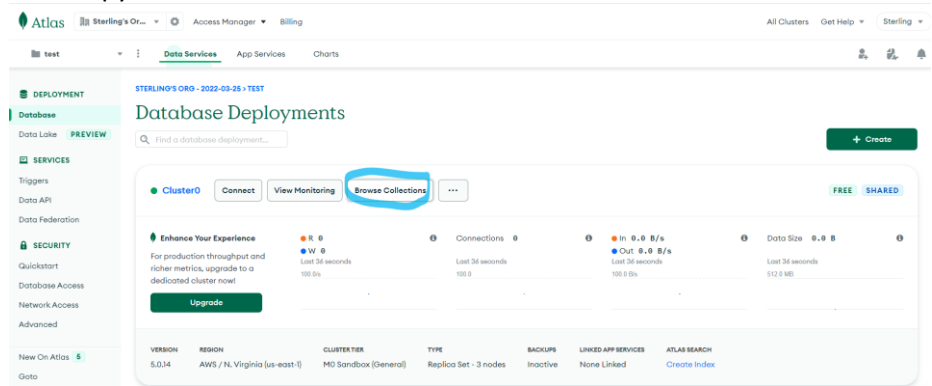 Atlas Sterling's Or... Access Manager Billing All Clusters Get Help Sterling
test Data Services App Services Charts
DEPLOYMENT
Database
Data Lake PREVIEW
SERVICES
Triggers
Data API
Data Federation
SECURITY
Quickstart
Database Access
Network Access
Advanced
New On Atlas 5
Goto
STERLING'S ORG - 2022-03-25 > TEST
Database Deployments
Find a database deployment...
+ Create
Cluster0 Connect View Monitoring Browse Collections ... FREE SHARED
Enhance Your Experience
For production throughput and
richer metrics, upgrade to a
dedicated cluster now!
Upgrade
R 0
W 0
Last 36 seconds
100.0/s
Connections 0
Last 36 seconds
100.0
In 0.0 B/s
Out 0.0 B/s
Last 36 seconds
100.0 B/s
Data Size 0.0 B
Last 36 seconds
512.0 MB
VERSION REGION CLUSTER TIER TYPE BACKUPS LINKED APP SERVICES ATLAS SEARCH
5.0.14 AWS / N. Virginia (us-east-1) M0 Sandbox (General) Replica Set - 3 nodes Inactive None Linked Create Index